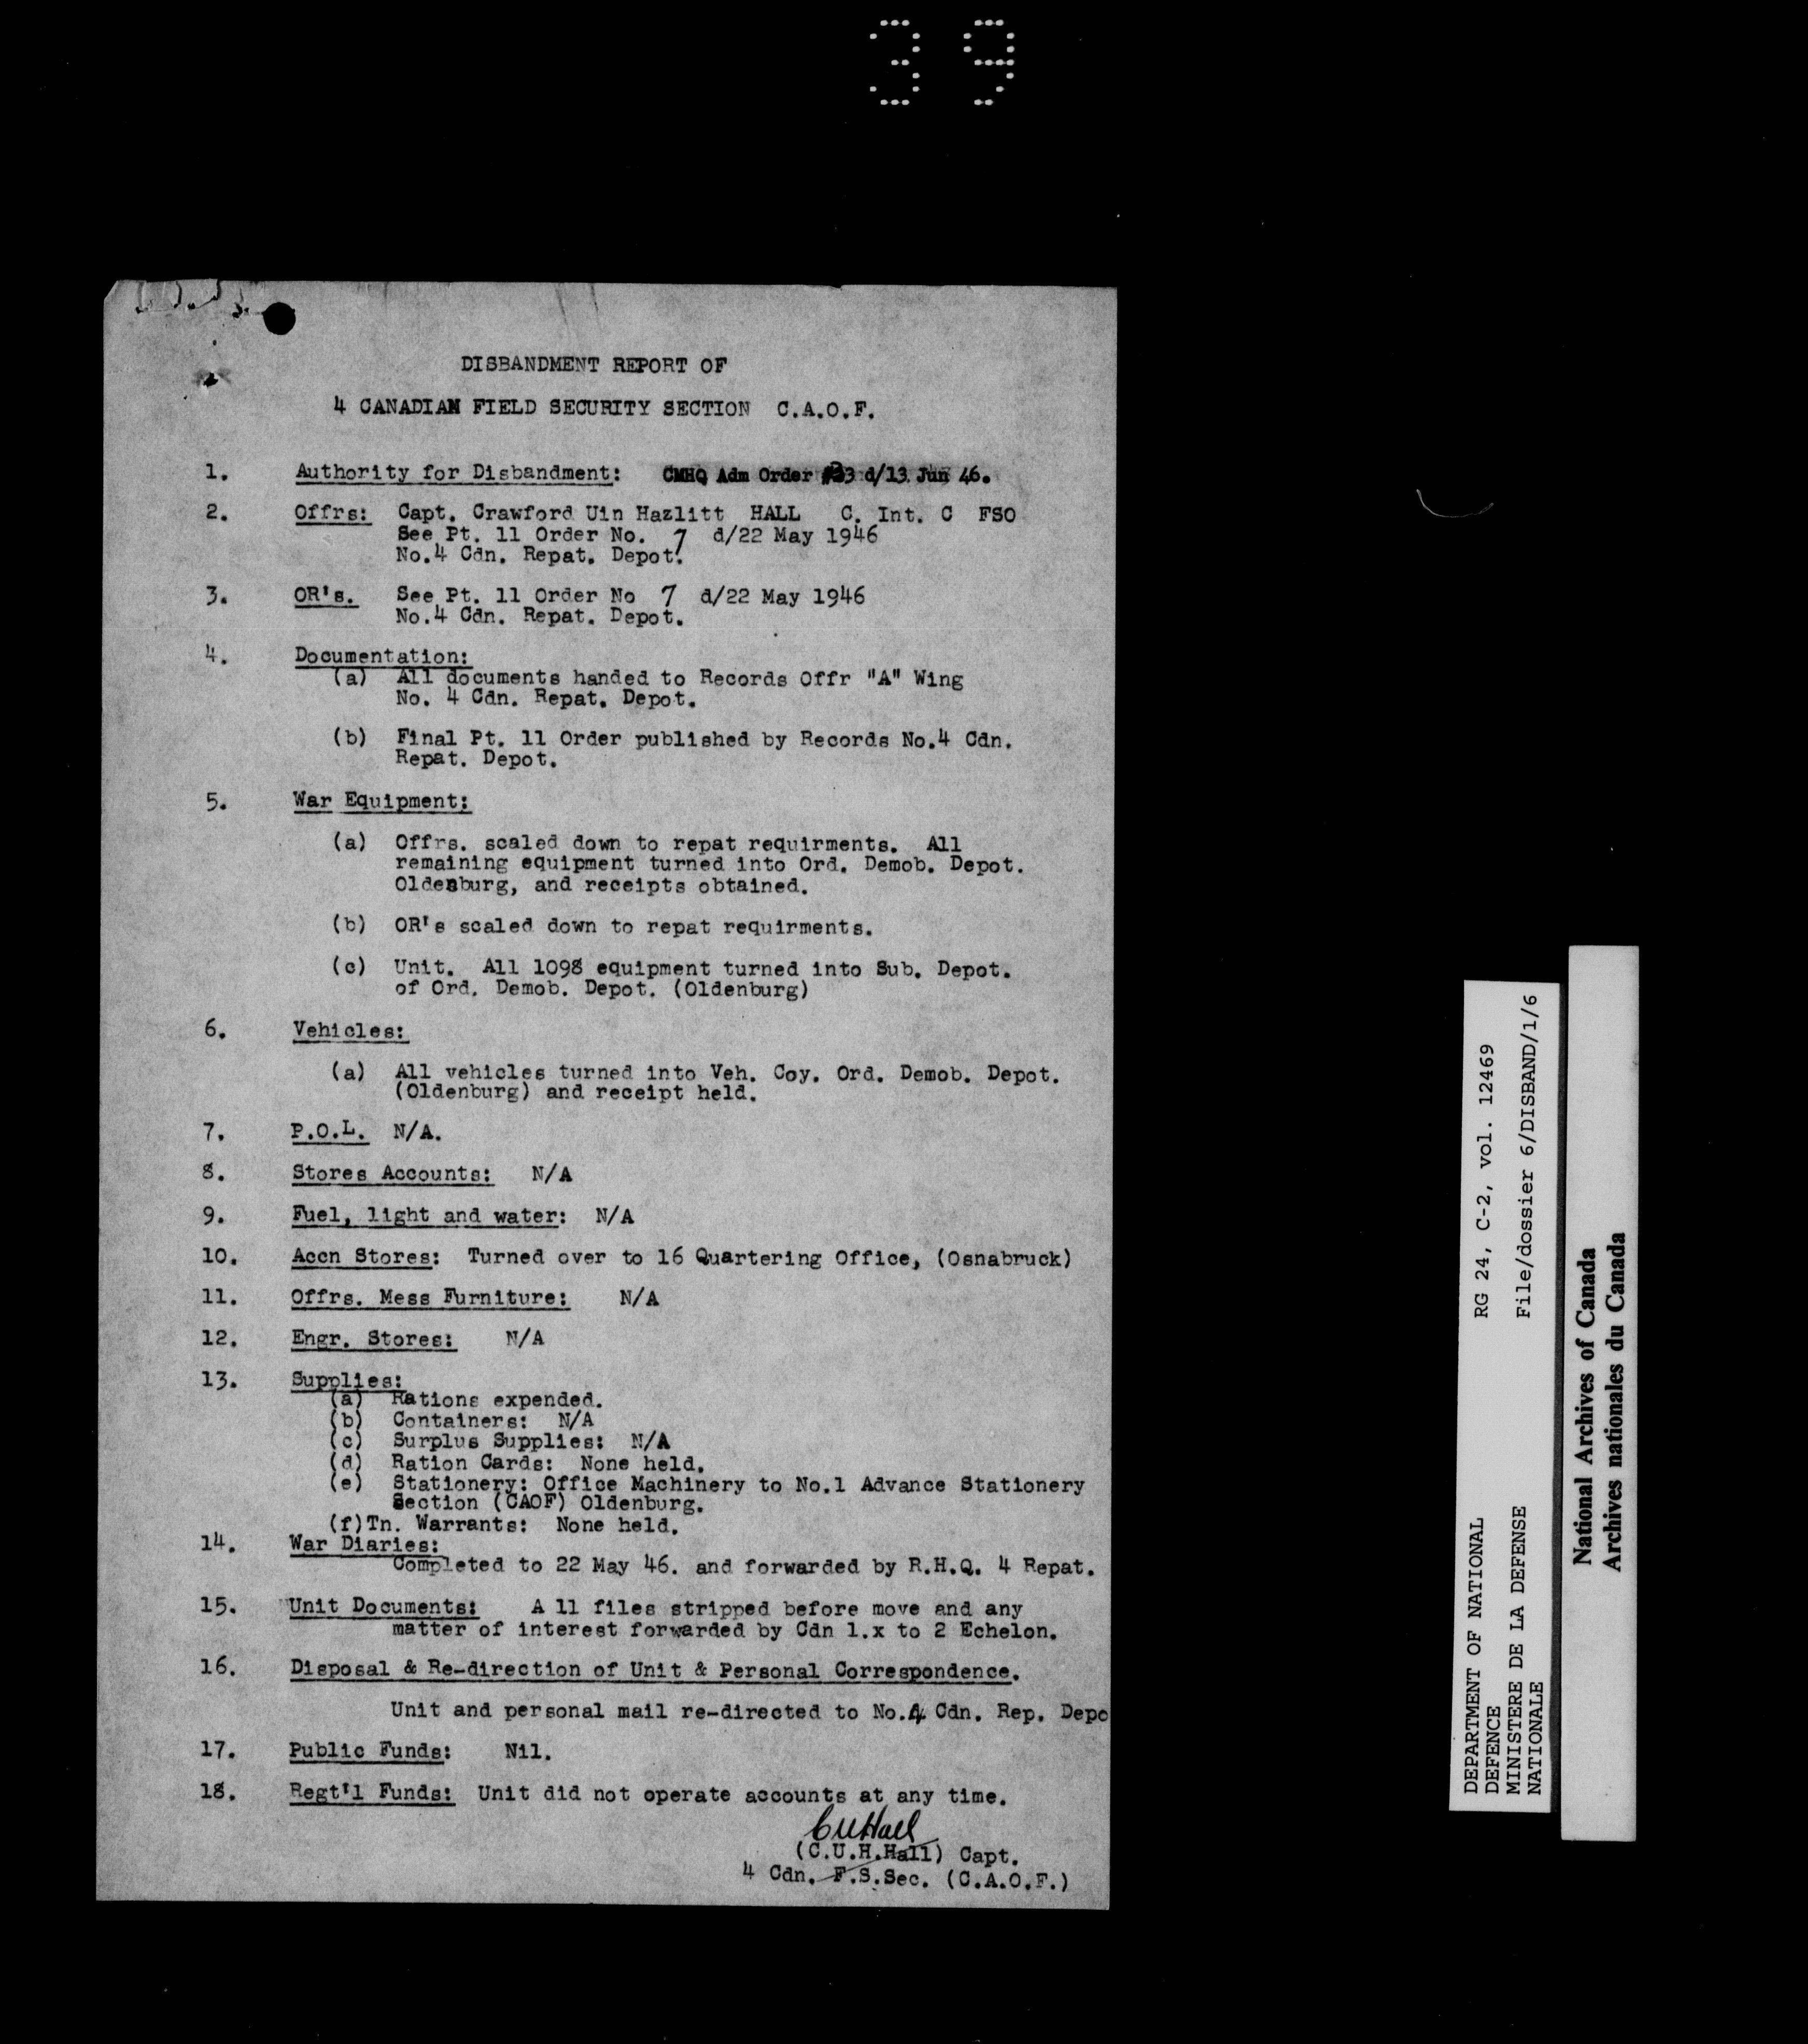 39
DISBANDMENT REPORT OF
4 CANADIAN FIELD SECURITY SECTION C.A.O.F.
1. Authority for Disbandment: CMHQ Adm Order d/13 Jun 46.
2. Offrs: Capt. Crawford Uin Hazlitt HALL C. Int. C FSO
See Pt. 11 Order No. 7 d/22 May 1946
No.4 Cdn. Repat. Depot.
3. OR's. See Pt. 11 Order No 7 d/22 May 1946
No.4 Cdn. Repat. Depot.
4. Documentation:
(a) All documents handed to Records Offr "A" Wing
No. 4 Cdn. Repat. Depot.
(b) Final Pt. 11 Order published by Records No.4 Cdn.
Repat. Depot.
5. War Equipment:
(a) Offrs. scaled down to repat requirments. All
remaining equipment turned into Ord. Demob. Depot.
Oldenburg, and receipts obtained.
(b) OR's scaled down to repat requirments.
(c) Unit. All 1098 equipment turned into Sub. Depot.
of Ord. Demob. Depot. (Oldenburg)
6. Vehicles:
(a) All vehicles turned into Veh. Coy. Ord. Demob. Depot.
(Oldenburg) and receipt held.
7. P.O.L. N/A.
8. Stores Accounts: N/A
9. Fuel, light and water: N/A
10. Accn Stores: Turned over to 16 Quartering Office, (Osnabruck)
11. Offrs. Mess Furniture: N/A
12. Engr. Stores: N/A
13. Supplies:
(a) Rations expended.
(b) Containers: N/A
(c) Surplus Supplies: N/A
(d) Ration Cards: None held.
(e) Stationery: Office Machinery to No.1 Advance Stationery
Section (CAOF) Oldenburg.
(f) Tn. Warrants: None held.
14. War Diaries:
Completed to 22 May 46. and forwarded by R.H.Q. 4 Repat.
15. Unit Documents: A 11 files stripped before move and any
matter of interest forwarded by Cdn 1.x to 2 Echelon.
16. Disposal & Re-direction of Unit & Personal Correspondence.
Unit and personal mail re-directed to No.4 Cdn. Rep. Depo
17. Public Funds: Nil.
18. Regt'l Funds: Unit did not operate accounts at any time.
CUHall
(C.U.H.Hall) Capt.
4 Cdn. F.S.Sec. (C.A.O.F.)
DEPARTMENT OF NATIONAL RG 24, C-2, vol. 12469
DEFENCE
MINISTERE DE LA DEFENSE File/dossier 6/DISBAND/1/6
NATIONALE
National Archives of Canada
Archives nationales du Canada